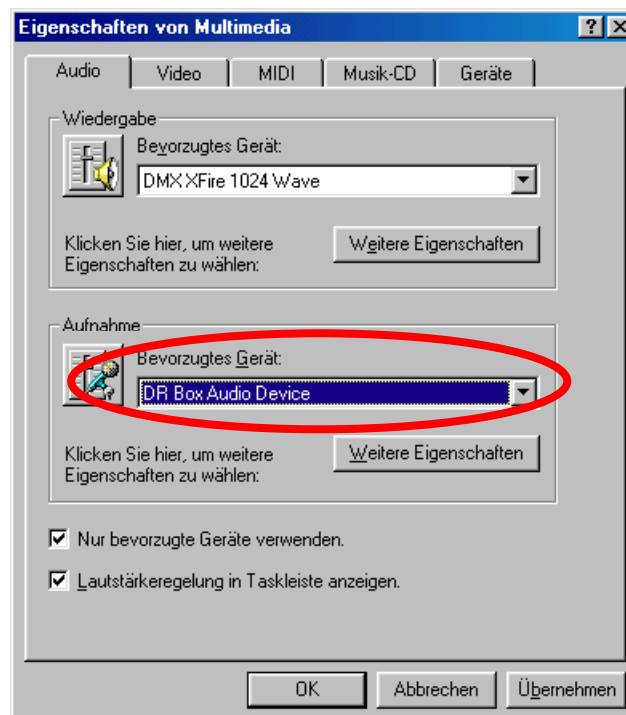 Eigenschaften von Multimedia
Audio Video MIDI Musik-CD Geräte
Wiedergabe
Bevorzugtes Gerät:
DMX XFire 1024 Wave
Klicken Sie hier, um weitere
Eigenschaften zu wählen:
Weitere Eigenschaften
Aufnahme
Bevorzugtes Gerät:
DR Box Audio Device
Klicken Sie hier, um weitere
Eigenschaften zu wählen:
Weitere Eigenschaften
Nur bevorzugte Geräte verwenden.
Lautstärkeregelung in Taskleiste anzeigen.
OK Abbrechen Übernehmen